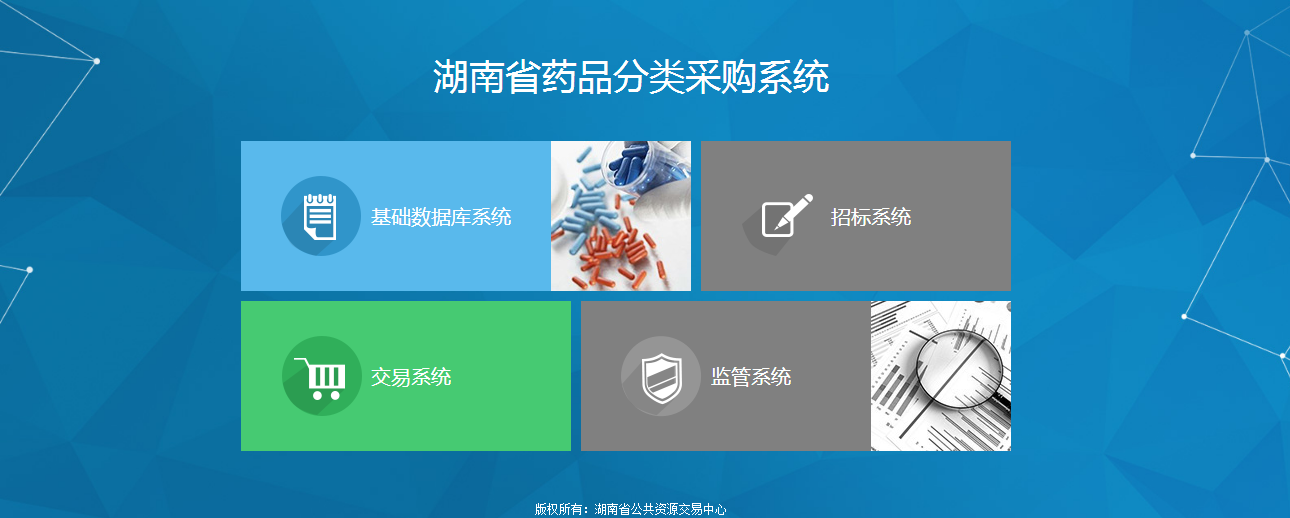 湖南省药品分类采购系统
基础数据库系统
招标系统
交易系统
监管系统
版权所有：湖南省公共资源交易中心